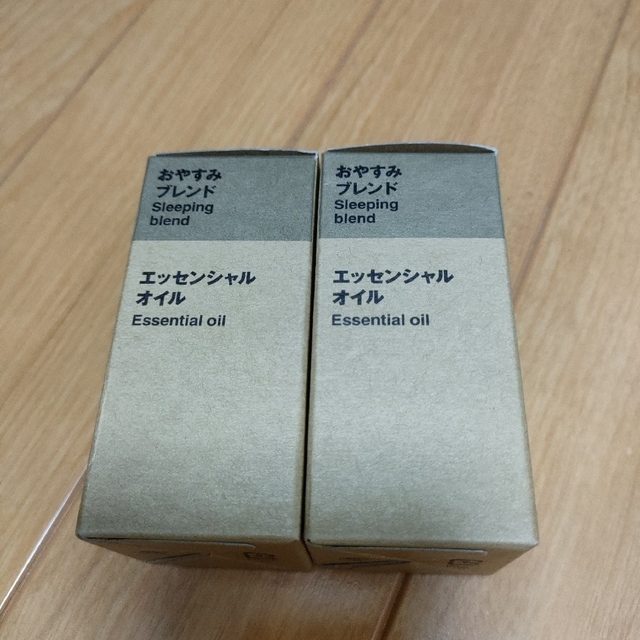 おやすみ
ブレンド
Sleeping
blend
エッセンシャル
オイル
Essential oil
おやすみ
ブレンド
Sleeping
blend
エッセンシャル
オイル
Essential oil